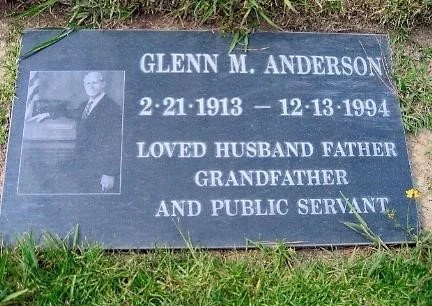 GLENN M. ANDERSON
2·21·1913 – 12·13·1994
LOVED HUSBAND FATHER
GRANDFATHER
AND PUBLIC SERVANT